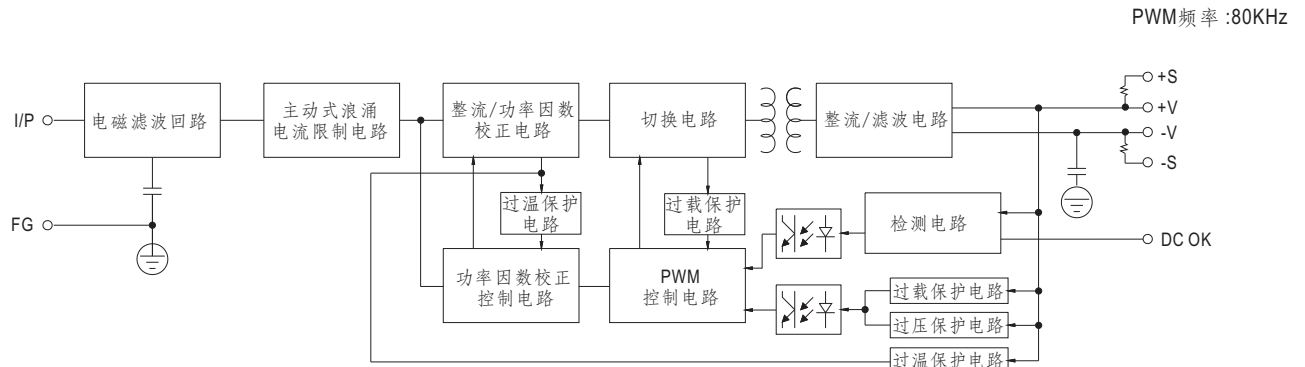 PWM频率 :80KHz
I/P
电磁滤波回路
主动式浪涌
电流限制电路
整流/功率因数
校正电路
切换电路
整流/滤波电路
+S
+V
-V
-S
FG
过温保护
电路
过载保护
电路
检测电路
DC OK
功率因数校正
控制电路
PWM
控制电路
过载保护电路
过压保护电路
过温保护电路